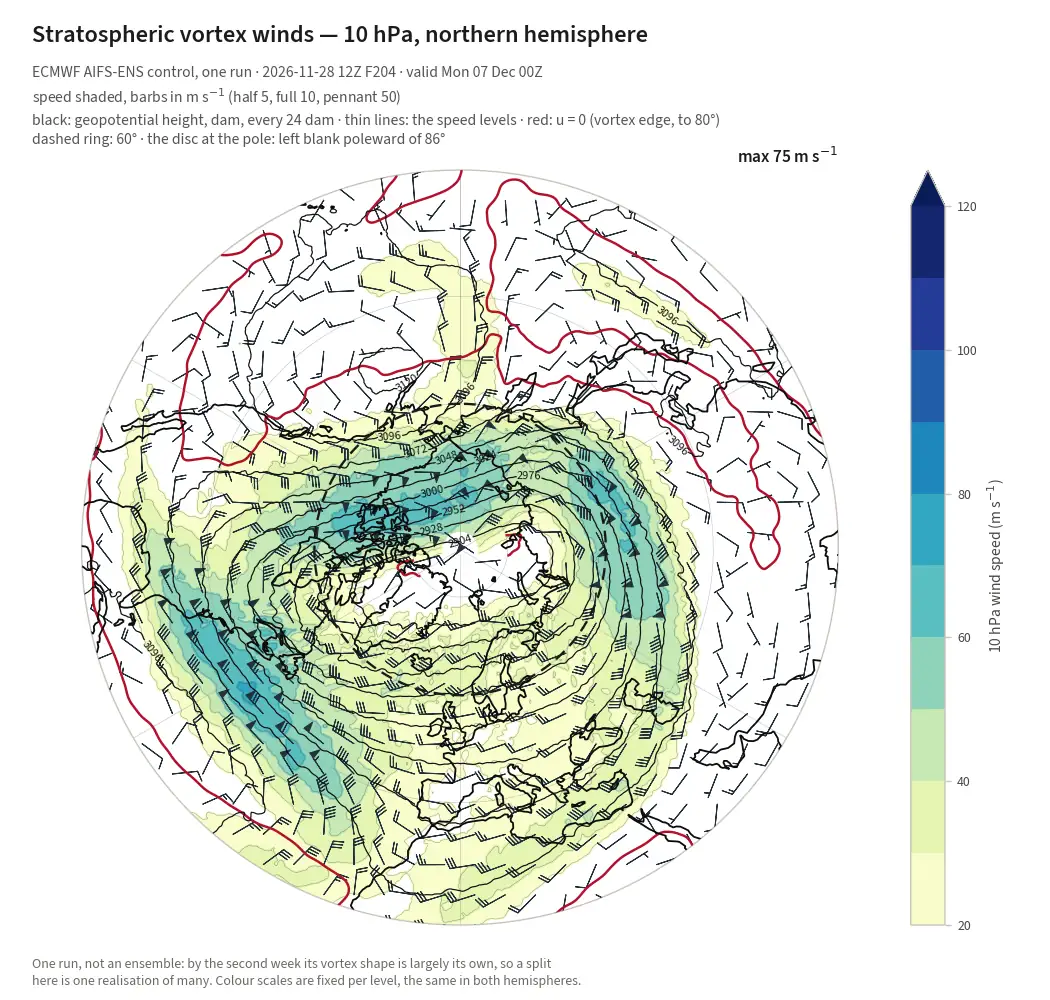 Stratospheric vortex winds — 10 hPa, northern hemisphere
ECMWF AIFS-ENS control, one run · 2026-11-28 12Z F204 · valid Mon 07 Dec 00Z
speed shaded, barbs in m s⁻¹ (half 5, full 10, pennant 50)
black: geopotential height, dam, every 24 dam · thin lines: the speed levels · red: u = 0 (vortex edge, to 80°)
dashed ring: 60° · the disc at the pole: left blank poleward of 86°
max 75 m s⁻¹
120
100
80
60
40
20
10 hPa wind speed (m s⁻¹)
3096
3096
3072
3048
2976
3000
2952
2928
2904
3096
One run, not an ensemble: by the second week its vortex shape is largely its own, so a split
here is one realisation of many. Colour scales are fixed per level, the same in both hemispheres.